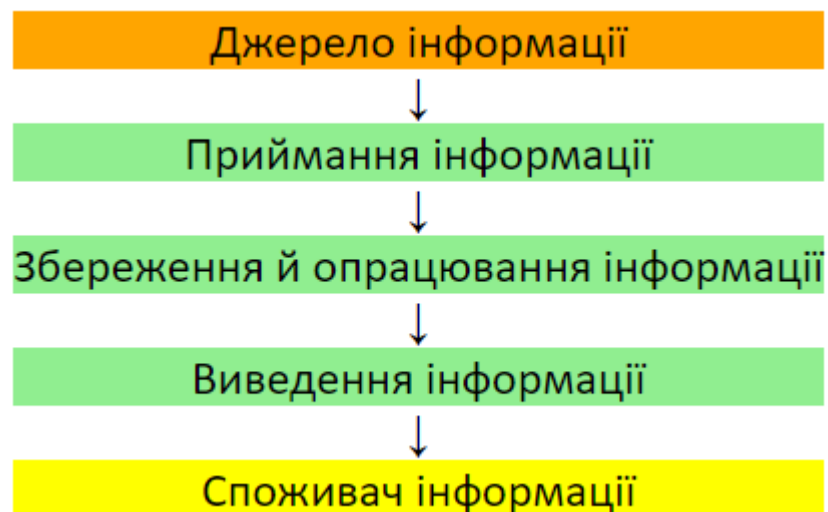 Джерело інформації
↓
Приймання інформації
↓
Збереження й опрацювання інформації
↓
Виведення інформації
↓
Споживач інформації